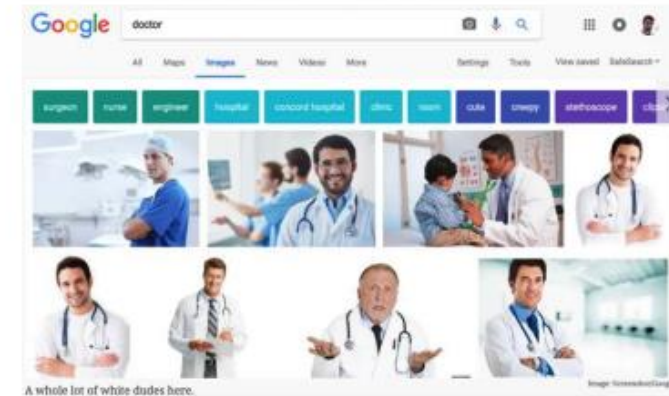 Google doctor
All Maps Images News Videos More Settings Tools View saved SafeSearch
surgeon nurse engineer hospital concord hospital clinic room cute creepy stethoscope
A whole lot of white dudes here.